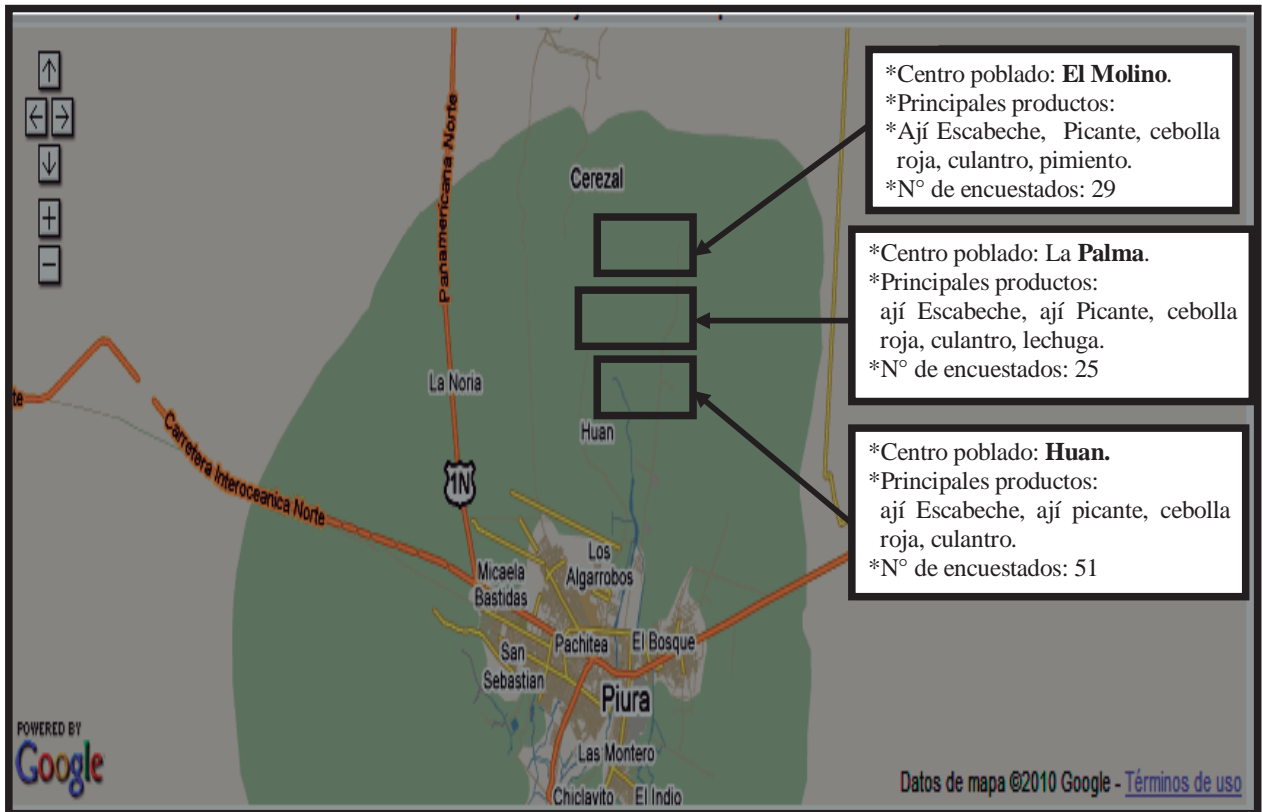 *Centro poblado: El Molino.
*Principales productos:
*Ají Escabeche, Picante, cebolla
roja, culantro, pimiento.
*N° de encuestados: 29
*Centro poblado: La Palma.
*Principales productos:
ají Escabeche, ají Picante, cebolla
roja, culantro, lechuga.
*N° de encuestados: 25
*Centro poblado: Huan.
*Principales productos:
ají Escabeche, ají picante, cebolla
roja, culantro.
*N° de encuestados: 51
Panamericana Norte
Cerezal
La Noria
Huan
te
Carretera Interoceanica Norte
1N
Los
Algarrobos
Micaela
Bastidas
Pachitea
El Bosque
San
Sebastian
Piura
Las Montero
Chiclavito
El Indio
POWERED BY
Google
Datos de mapa ©2010 Google - Términos de uso